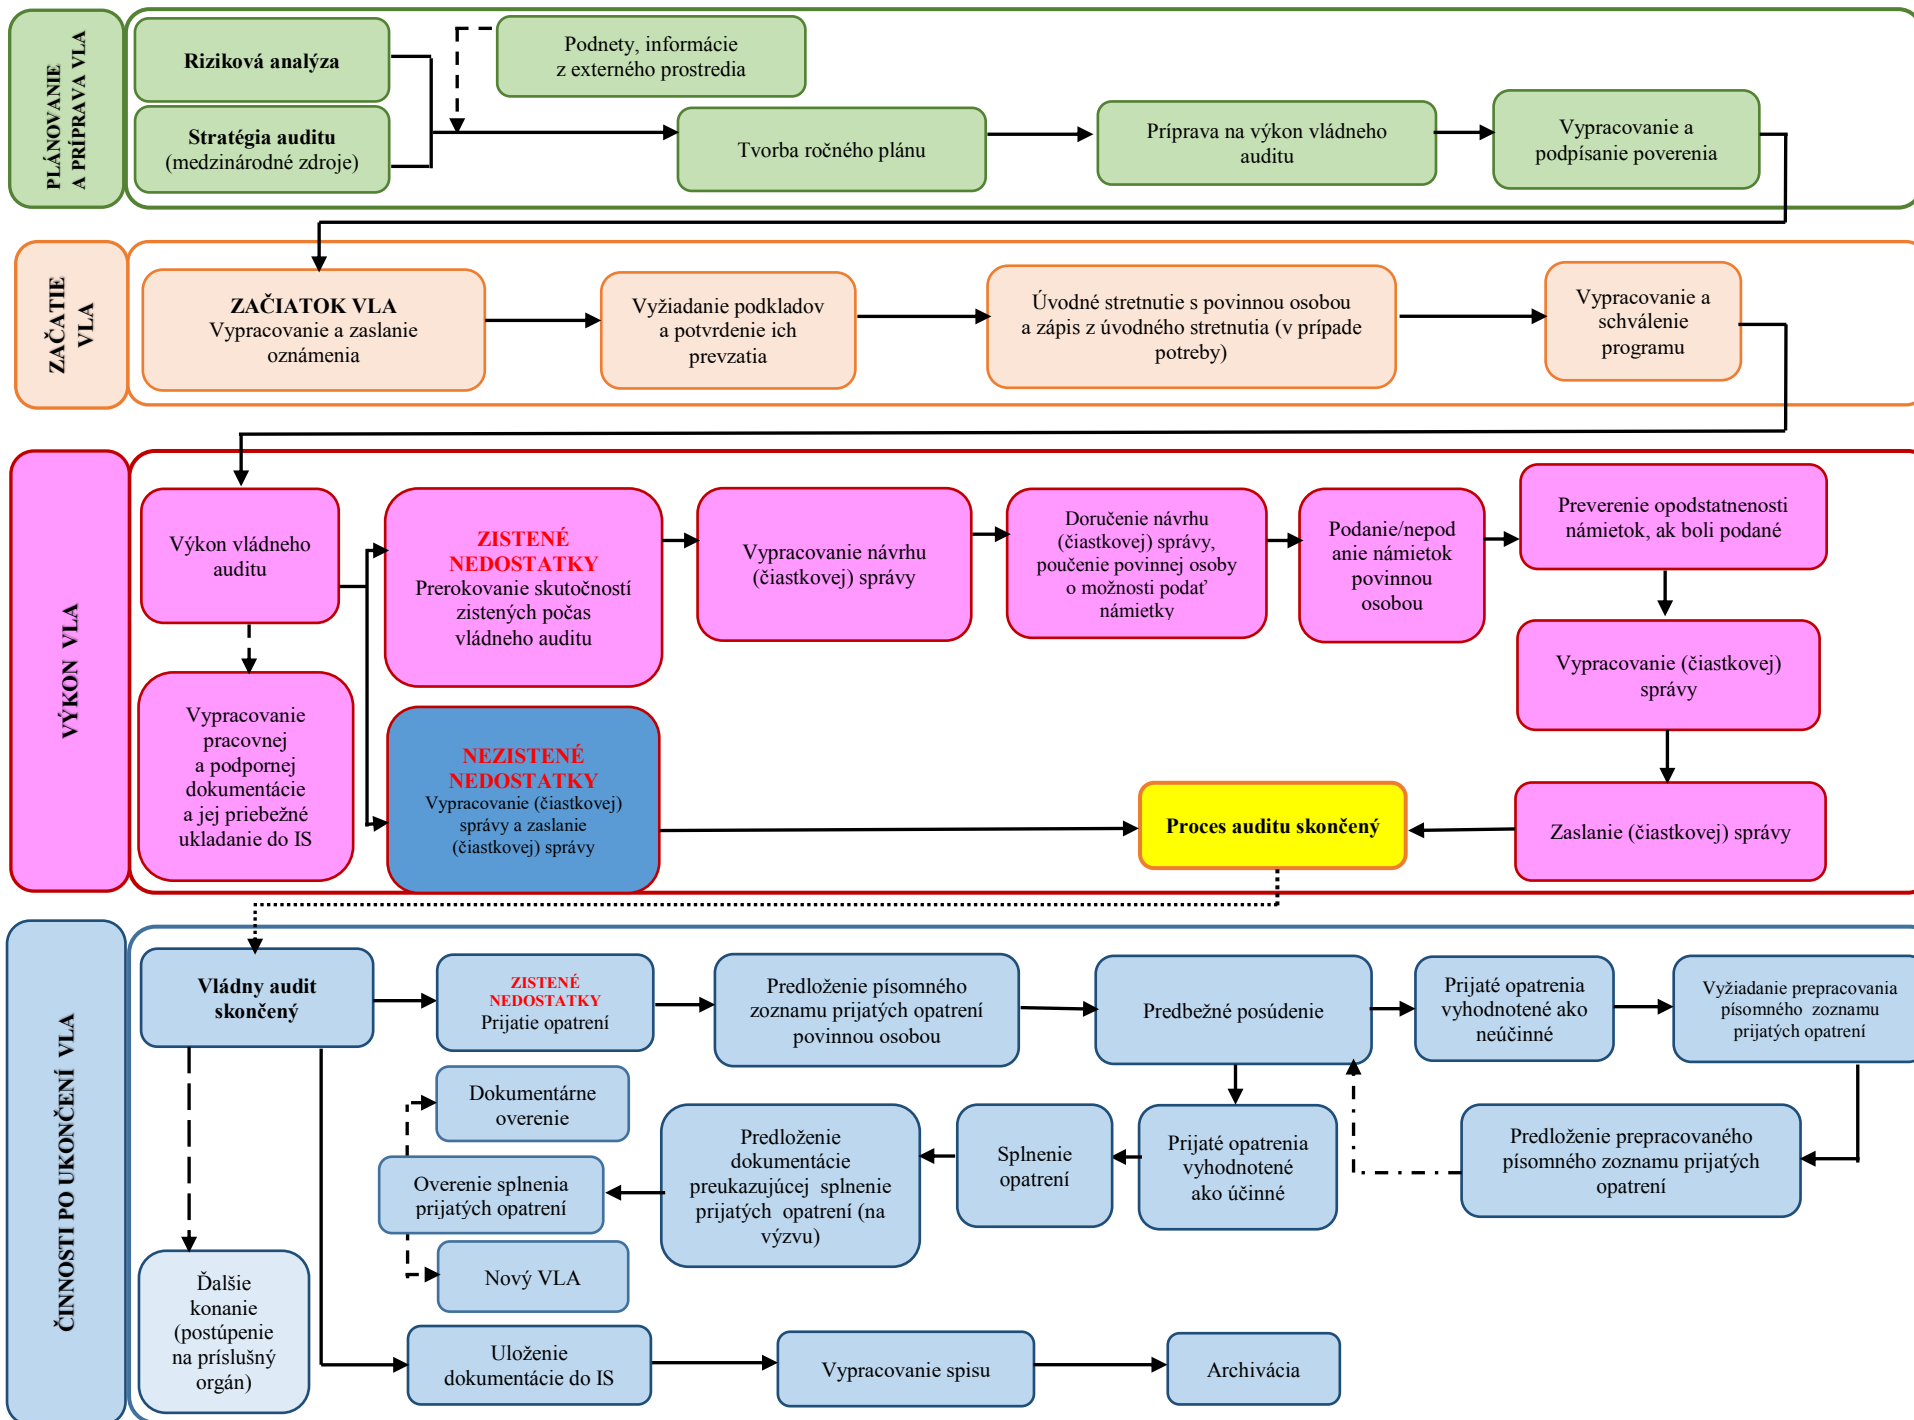 PLÁNOVANIE
A PRÍPRAVA VLA
Riziková analýza
Stratégia auditu
(medzinárodné zdroje)
Podnety, informácie
z externého prostredia
Tvorba ročného plánu
Príprava na výkon vládneho
auditu
Vypracovanie a
podpísanie poverenia
ZAČATIE
VLA
ZAČIATOK VLA
Vypracovanie a zaslanie
oznámenia
Vyžiadanie podkladov
a potvrdenie ich
prevzatia
Úvodné stretnutie s povinnou osobou
a zápis z úvodného stretnutia (v prípade
potreby)
Vypracovanie a
schválenie
programu
VÝKON VLA
Výkon vládneho
auditu
ZISTENÉ
NEDOSTATKY
Prerokovanie skutočností
zistených počas
vládneho auditu
Vypracovanie návrhu
(čiastkovej) správy
Doručenie návrhu
(čiastkovej) správy,
poučenie povinnej osoby
o možnosti podať
námietky
Podanie/nepod
anie námietok
povinnou
osobou
Preverenie opodstatnenosti
námietok, ak boli podané
Vypracovanie (čiastkovej)
správy
Vypracovanie
pracovnej
a podpornej
dokumentácie
a jej priebežné
ukladanie do IS
NEZISTENÉ
NEDOSTATKY
Vypracovanie (čiastkovej)
správy a zaslanie
(čiastkovej) správy
Proces auditu skončený
Zaslanie (čiastkovej) správy
ČINNOSTI PO UKONČENÍ VLA
Vládny audit
skončený
ZISTENÉ
NEDOSTATKY
Prijatie opatrení
Predloženie písomného
zoznamu prijatých opatrení
povinnou osobou
Predbežné posúdenie
Prijaté opatrenia
vyhodnotené ako
neúčinné
Vyžiadanie prepracovania
písomného zoznamu
prijatých opatrení
Dokumentárne
overenie
Overenie splnenia
prijatých opatrení
Nový VLA
Predloženie
dokumentácie
preukazujúcej splnenie
prijatých opatrení (na
výzvu)
Splnenie
opatrení
Prijaté opatrenia
vyhodnotené
ako účinné
Predloženie prepracovaného
písomného zoznamu prijatých
opatrení
Ďalšie
konanie
(postúpenie
na príslušný
orgán)
Uloženie
dokumentácie do IS
Vypracovanie spisu
Archivácia